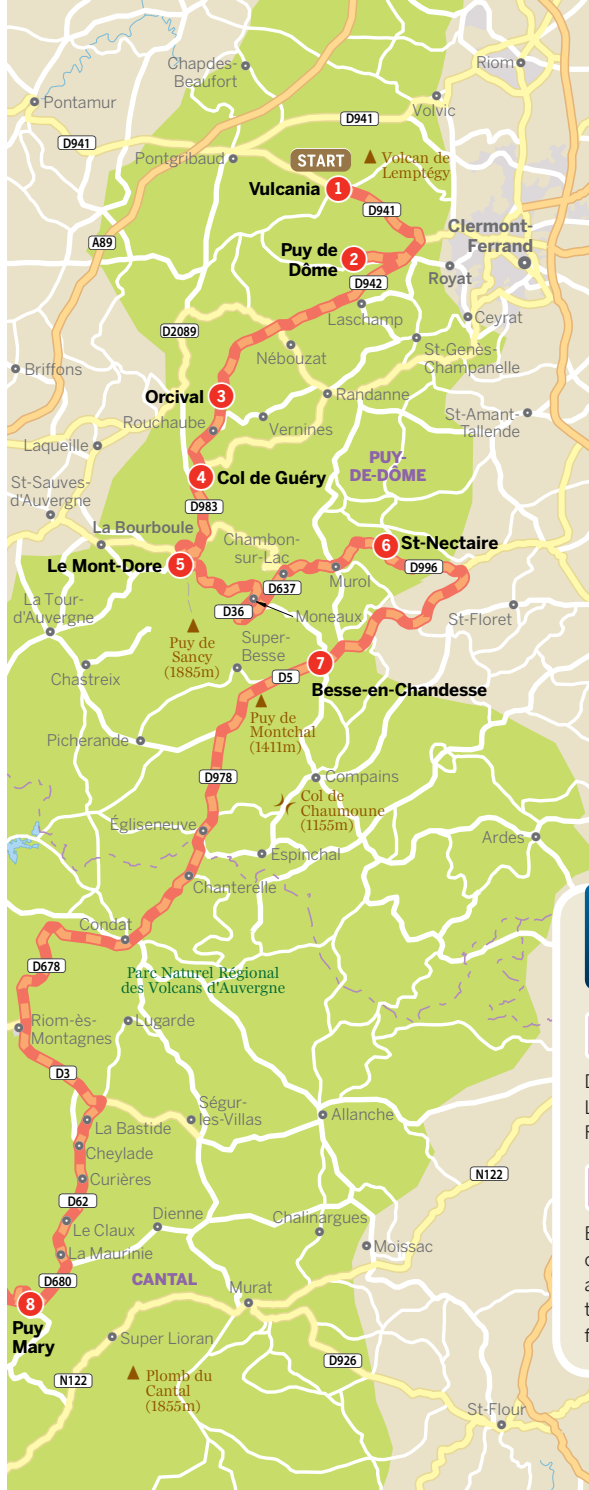 Chapdes-
Beaufort
Riom
Pontamur
Volvic
D941
D941
Pontgribaud
START
Volcan de
Lemptégy
Vulcania
1
D941
Clermont-
Ferrand
A89
Puy de
Dôme
2
Royat
D942
Laschamp
Ceyrat
D2089
Nébouzat
St-Genès-
Champanelle
Briffons
Orcival
3
Randanne
Rouchaube
Vernines
St-Amant-
Tallende
Laqueille
PUY-
DE-DÔME
4
Col de Guéry
St-Sauves-
d'Auvergne
D983
La Bourboule
Chambon-
sur-Lac
6
St-Nectaire
Le Mont-Dore
5
D996
D637
Murol
La Tour-
d'Auvergne
D36
Moneaux
St-Floret
Puy de
Sancy
(1885m)
Super-
Besse
7
Chastreix
D5
Besse-en-Chandesse
Puy de
Montchal
(1411m)
Picherande
D978
Compains
Col de
Chaumoune
(1155m)
Égliseneuve
Ardes
Espinchal
Chanterelle
Condat
D678
Parc Naturel Régional
des Volcans d'Auvergne
Riom-ès-
Montagnes
Lugarde
D3
Ségur-
les-Villas
La Bastide
Allanche
Cheylade
N122
Curières
D62
Dienne
Chalinargues
Le Claux
Moissac
La Maurinie
D680
CANTAL
Murat
8
Puy
Mary
Super Lioran
D926
N122
Plomb du
Cantal
(1855m)
St-Flour